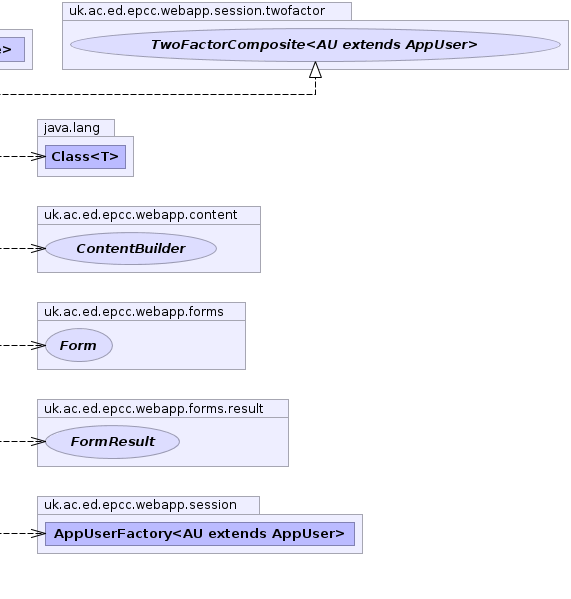 uk.ac.ed.epcc.webapp.session.twofactor
TwoFactorComposite<AU extends AppUser>
>
java.lang
Class<T>
uk.ac.ed.epcc.webapp.content
ContentBuilder
uk.ac.ed.epcc.webapp.forms
Form
uk.ac.ed.epcc.webapp.forms.result
FormResult
uk.ac.ed.epcc.webapp.session
AppUserFactory<AU extends AppUser>